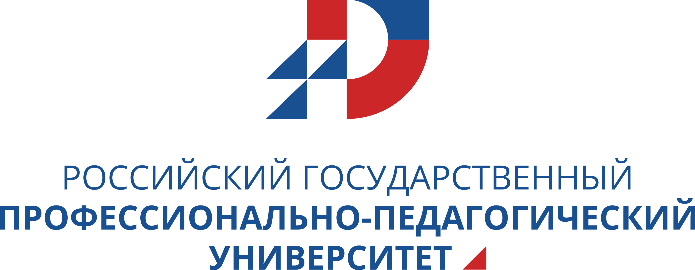 РОССИЙСКИЙ ГОСУДАРСТВЕННЫЙ
ПРОФЕССИОНАЛЬНО-ПЕДАГОГИЧЕСКИЙ
УНИВЕРСИТЕТ